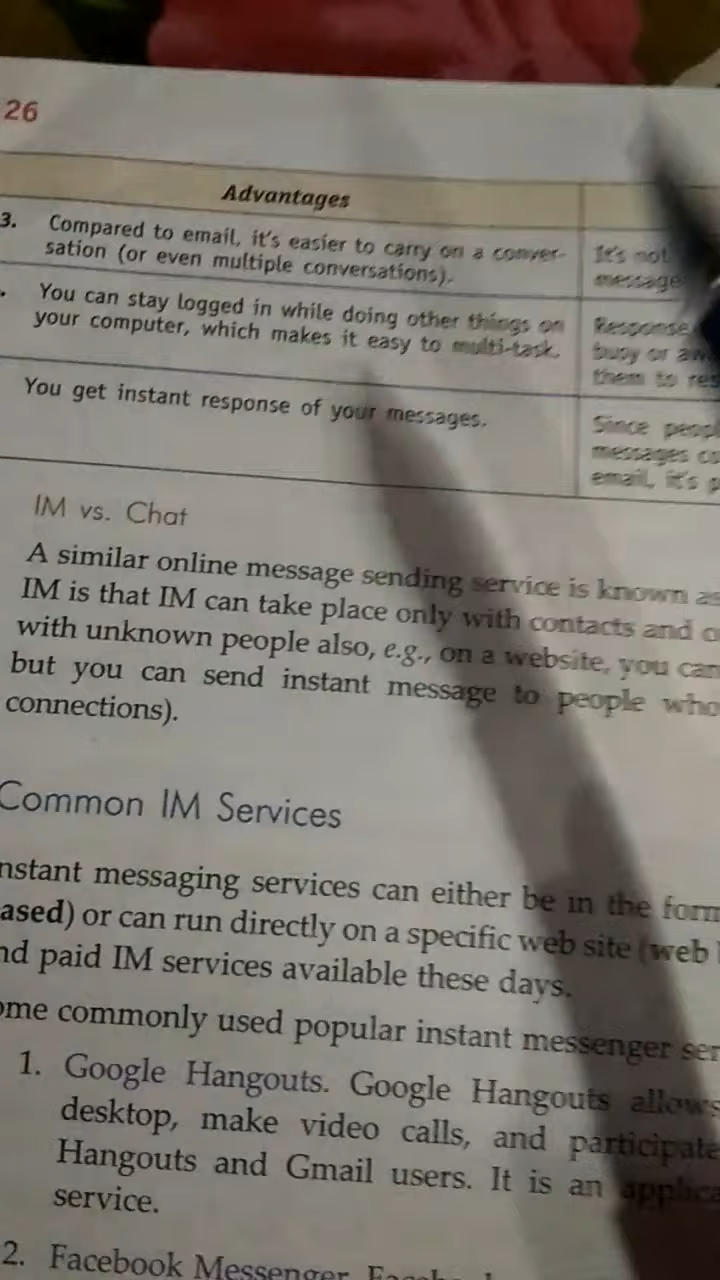 26
Advantages
3. Compared to email, it's easier to carry on a conver-
sation (or even multiple conversations).
It's not
message
You can stay logged in while doing other things on
your computer, which makes it easy to multi-task.
Response
busy or aw
them to res
You get instant response of your messages.
Since peopl
messages co
email, it's p
IM vs. Chat
A similar online message sending service is known as
IM is that IM can take place only with contacts and o
with unknown people also, e.g., on a website, you can
but you can send instant message to people who
connections).
Common IM Services
nstant messaging services can either be in the form
ased) or can run directly on a specific web site (web
nd paid IM services available these days.
ome commonly used popular instant messenger ser
1. Google Hangouts. Google Hangouts allows
desktop, make video calls, and participate
Hangouts and Gmail users. It is an applica
service.
2. Facebook Messenger.